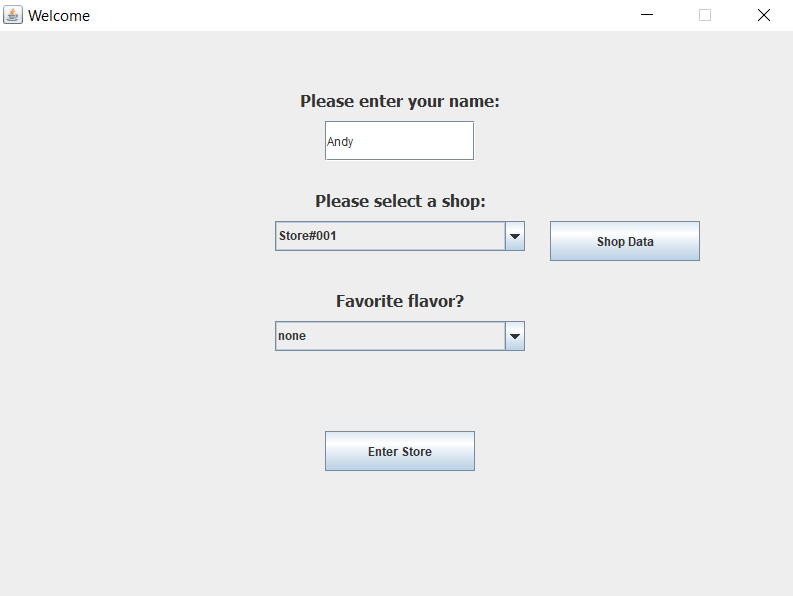 Welcome
Please enter your name:
Andy
Please select a shop:
Store#001
Shop Data
Favorite flavor?
none
Enter Store